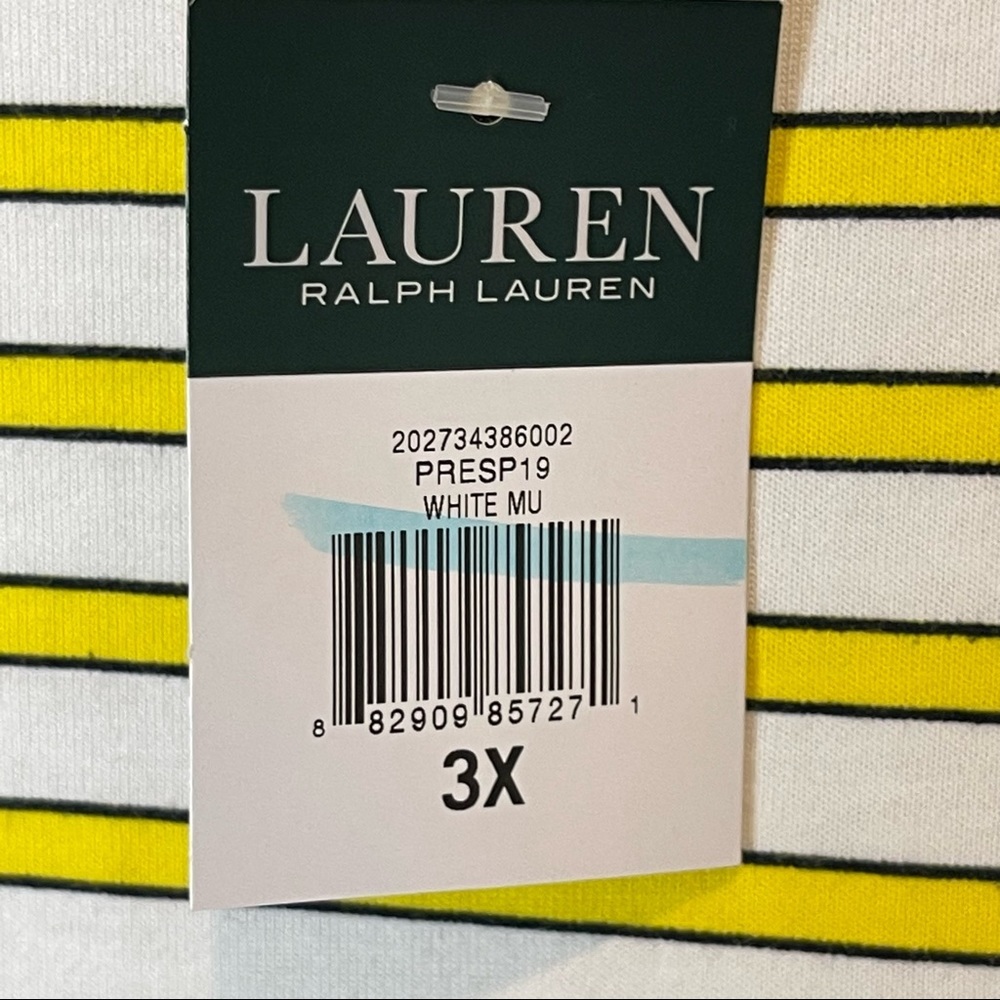 LAUREN
RALPH LAUREN
202734386002
PRESP19
WHITE MU
8 82909 85727 1
3X